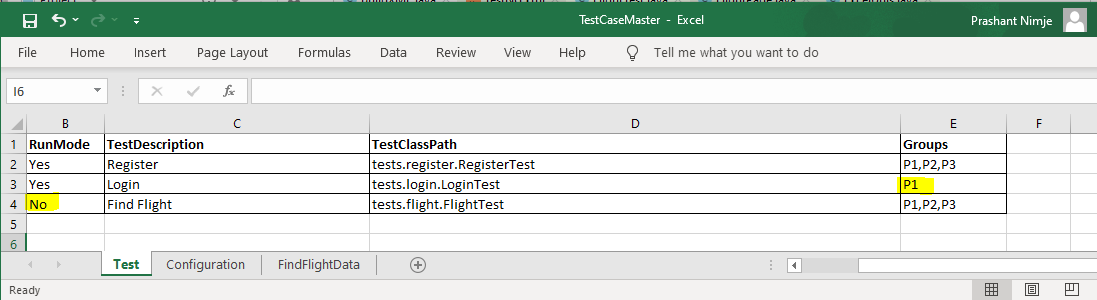 TestCaseMaster - Excel
Prashant Nimje
File Home Insert Page Layout Formulas Data Review View Help Tell me what you want to do
I6 fx
B C D E F
1 RunMode TestDescription TestClassPath Groups
2 Yes Register tests.register.RegisterTest P1,P2,P3
3 Yes Login tests.login.LoginTest P1
4 No Find Flight tests.flight.FlightTest P1,P2,P3
5
6
Test Configuration FindFlightData
Ready